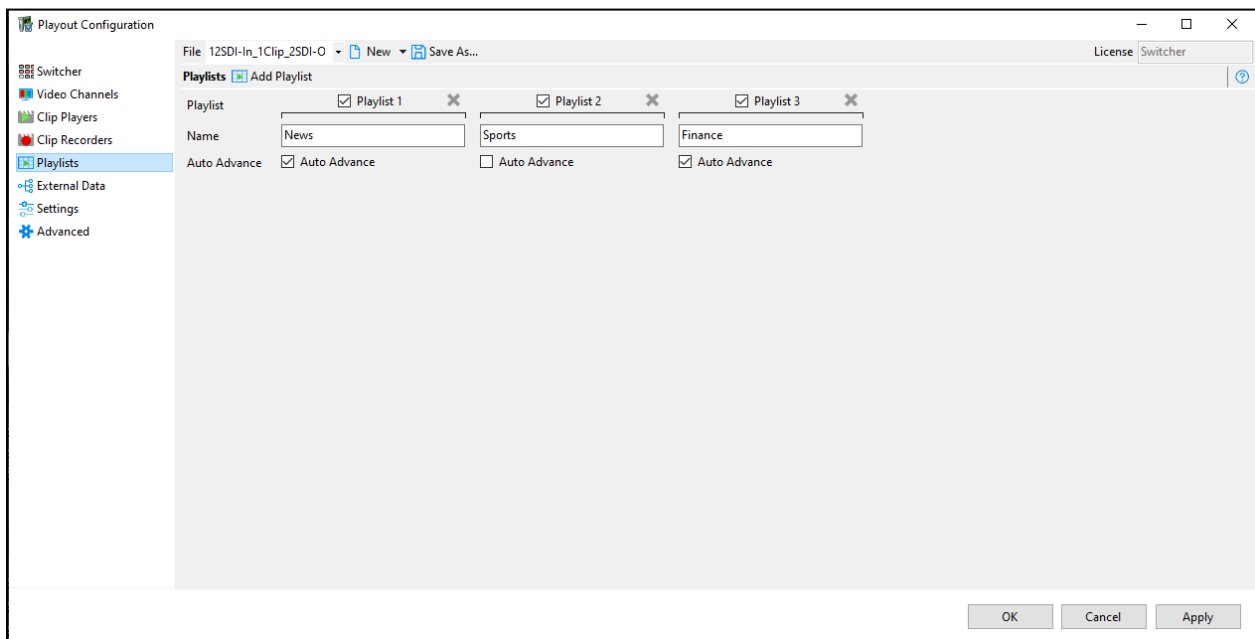 Playout Configuration
File 12SDI-In_1Clip_2SDI-O New Save As... License Switcher
Switcher
Video Channels
Clip Players
Clip Recorders
Playlists
External Data
Settings
Advanced
Playlists Add Playlist
Playlist Playlist 1 Playlist 2 Playlist 3
Name News Sports Finance
Auto Advance Auto Advance Auto Advance Auto Advance
OK Cancel Apply